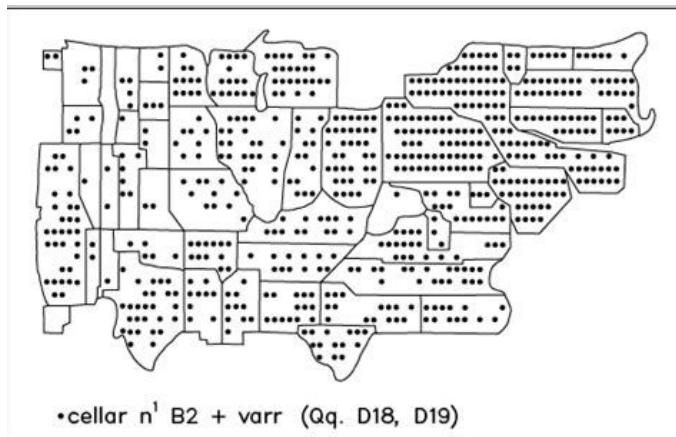 •cellar n¹ B2 + varr (Qq. D18, D19)